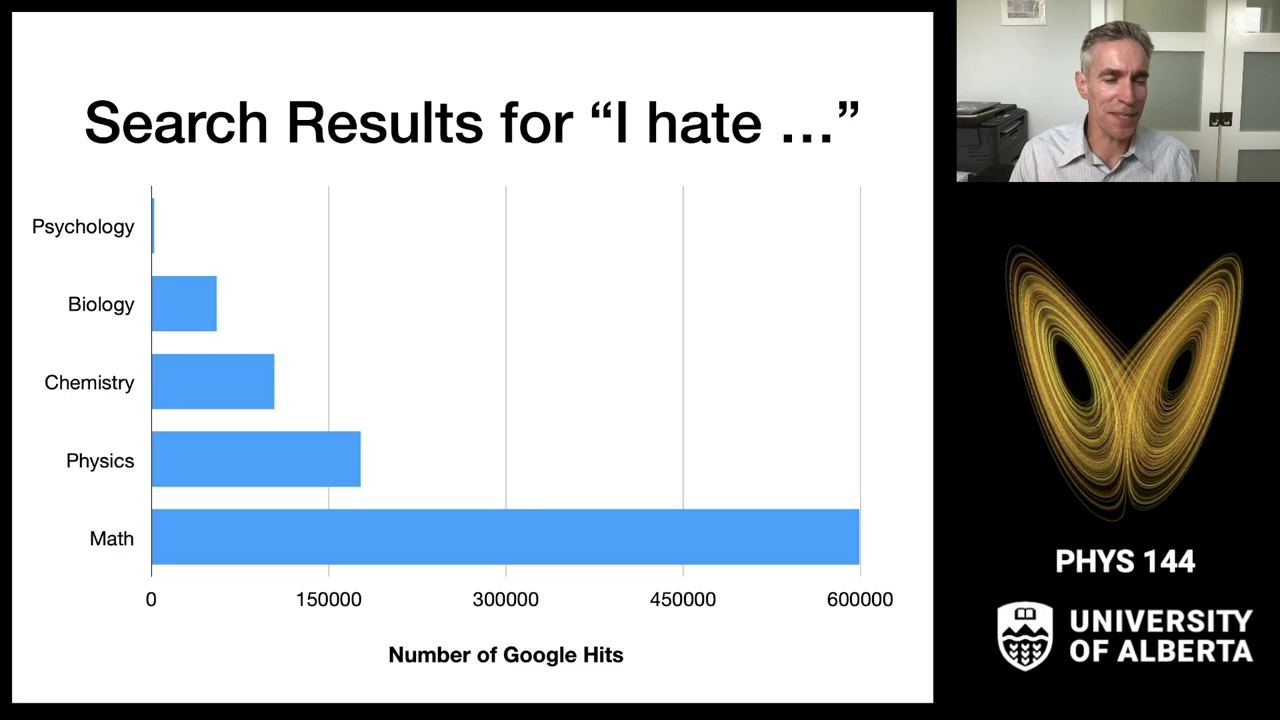 Search Results for “I hate …”
Psychology
Biology
Chemistry
Physics
Math
0 150000 300000 450000 600000
Number of Google Hits
PHYS 144
UNIVERSITY
OF ALBERTA